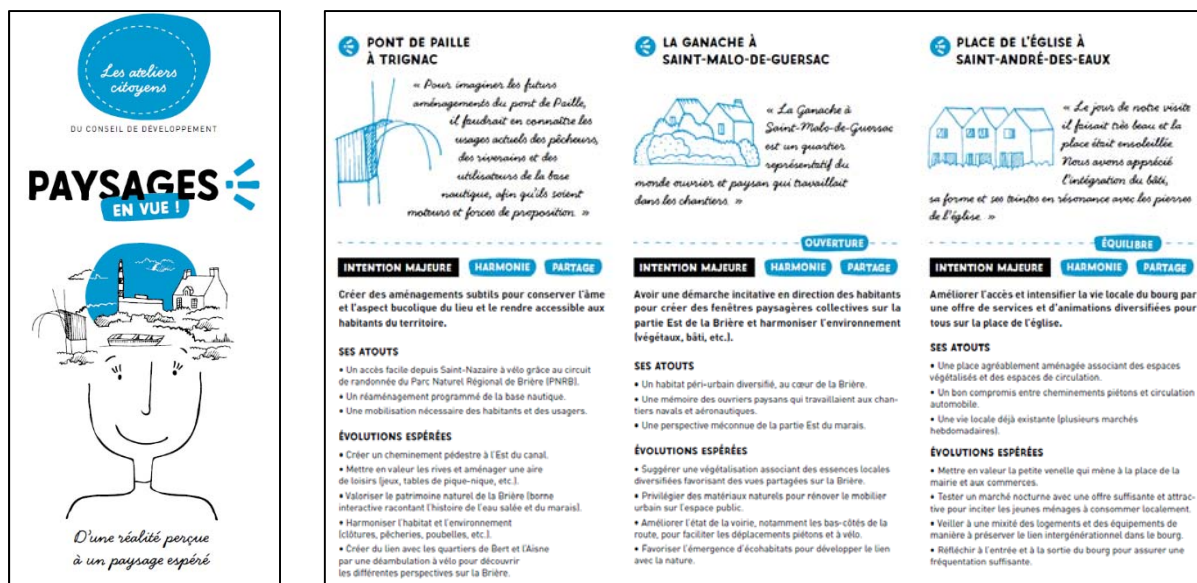 Les ateliers
citoyens
DU CONSEIL DE DÉVELOPPEMENT
PAYSAGES
EN VUE !
D'une réalité perçue
à un paysage espéré
PONT DE PAILLE
À TRIGNAC
« Pour imaginer les futurs
aménagements du pont de Paille,
il faudrait en connaître les
usages actuels des pêcheurs,
des riverains et des
utilisateurs de la base
nautique, afin qu'ils soient
moteurs et forces de proposition. »
INTENTION MAJEURE HARMONIE PARTAGE
Créer des aménagements subtils pour conserver l'âme
et l'aspect bucolique du lieu et le rendre accessible aux
habitants du territoire.
SES ATOUTS
• Un accès facile depuis Saint-Nazaire à vélo grâce au circuit
de randonnée du Parc Naturel Régional de Brière (PNRB).
• Un réaménagement programmé de la base nautique.
• Une mobilisation nécessaire des habitants et des usagers.
ÉVOLUTIONS ESPÉRÉES
• Créer un cheminement pédestre à l'Est du canal.
• Mettre en valeur les rives et aménager une aire
de loisirs (jeux, tables de pique-nique, etc.).
• Valoriser le patrimoine naturel de la Brière (borne
interactive racontant l'histoire de l'eau salée et du marais).
• Harmoniser l'habitat et l'environnement
(clôtures, pêcheries, poubelles, etc.).
• Créer du lien avec les quartiers de Bert et l'Aisne
par une déambulation à vélo pour découvrir
les différentes perspectives sur la Brière.
LA GANACHE À
SAINT-MALO-DE-GUERSAC
« La Ganache à
Saint-Malo-de-Guersac
est un quartier
représentatif du
monde ouvrier et paysan qui travaillait
dans les chantiers. »
OUVERTURE
INTENTION MAJEURE HARMONIE PARTAGE
Avoir une démarche incitative en direction des habitants
pour créer des fenêtres paysagères collectives sur la
partie Est de la Brière et harmoniser l'environnement
(végétaux, bâti, etc.).
SES ATOUTS
• Un habitat péri-urbain diversifié, au cœur de la Brière.
• Une mémoire des ouvriers paysans qui travaillaient aux chan-
tiers navals et aéronautiques.
• Une perspective méconnue de la partie Est du marais.
ÉVOLUTIONS ESPÉRÉES
• Suggérer une végétalisation associant des essences locales
diversifiées favorisant des vues partagées sur la Brière.
• Privilégier des matériaux naturels pour rénover le mobilier
urbain sur l'espace public.
• Améliorer l'état de la voirie, notamment les bas-côtés de la
route, pour faciliter les déplacements piétons et à vélo.
• Favoriser l'émergence d'écohabitats pour développer le lien
avec la nature.
PLACE DE L'ÉGLISE À
SAINT-ANDRÉ-DES-EAUX
« Le jour de notre visite
il faisait très beau et la
place était ensoleillée.
Nous avons apprécié
l'intégration du bâti,
sa forme et ses teintes en résonance avec les pierres
de l'église. »
ÉQUILIBRE
INTENTION MAJEURE HARMONIE PARTAGE
Améliorer l'accès et intensifier la vie locale du bourg par
une offre de services et d'animations diversifiées pour
tous sur la place de l'église.
SES ATOUTS
• Une place agréablement aménagée associant des espaces
végétalisés et des espaces de circulation.
• Un bon compromis entre cheminements piétons et circulation
automobile.
• Une vie locale déjà existante (plusieurs marchés
hebdomadaires).
ÉVOLUTIONS ESPÉRÉES
• Mettre en valeur la petite venelle qui mène à la place de la
mairie et aux commerces.
• Tester un marché nocturne avec une offre suffisante et attrac-
tive pour inciter les jeunes ménages à consommer localement.
• Veiller à une mixité des logements et des équipements de
manière à préserver le lien intergénérationnel dans le bourg.
• Réfléchir à l'entrée et à la sortie du bourg pour assurer une
fréquentation suffisante.